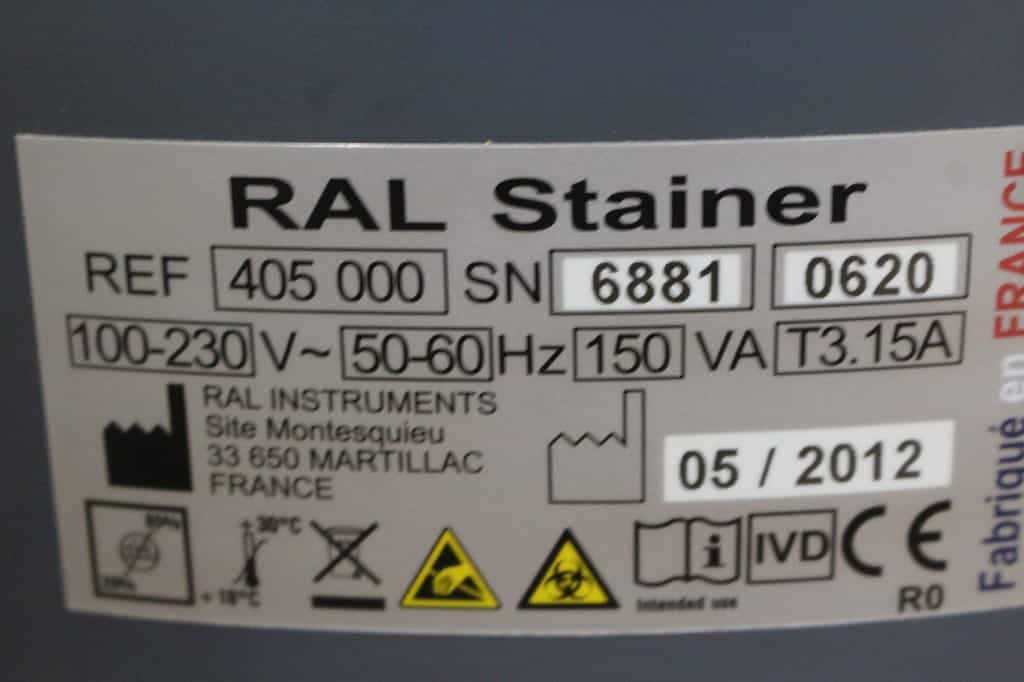 RAL Stainer
REF 405 000 SN 6881 0620
100-230 V~ 50-60 Hz 150 VA T3.15A
RAL INSTRUMENTS
Site Montesquieu
33 650 MARTILLAC
FRANCE
05 / 2012
+30°C
Intended use
i
IVD
CE
R0
Fabriqué en FRANCE